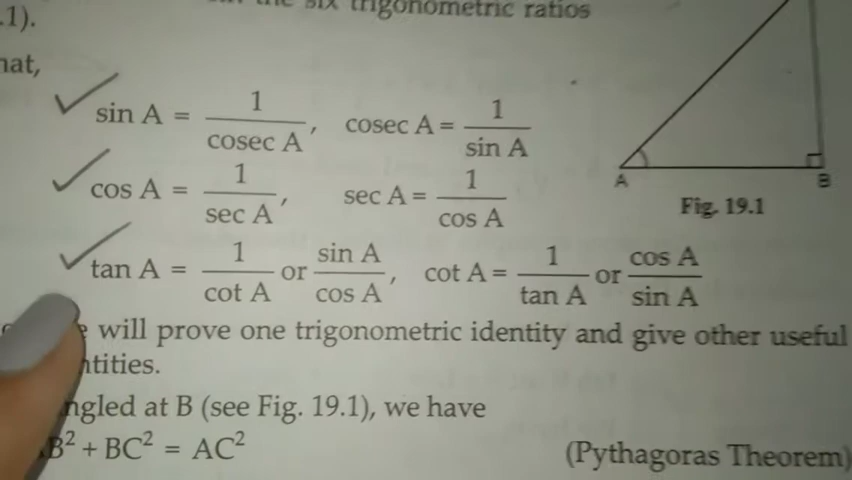 the six trigonometric ratios
.1).
hat,
sin A = 1/cosec A, cosec A = 1/sin A
cos A = 1/sec A, sec A = 1/cos A
tan A = 1/cot A or sin A/cos A, cot A = 1/tan A or cos A/sin A
A B
Fig. 19.1
will prove one trigonometric identity and give other useful
ntities.
ngled at B (see Fig. 19.1), we have
B² + BC² = AC² (Pythagoras Theorem)